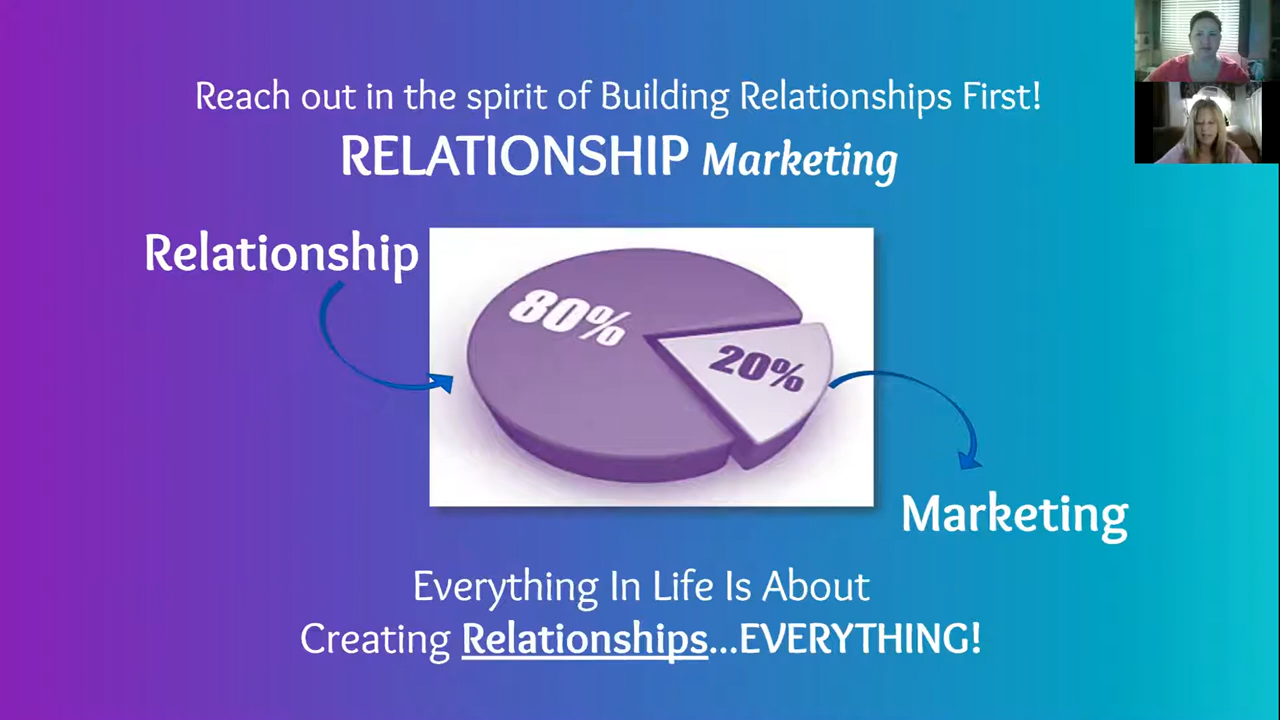 Reach out in the spirit of Building Relationships First!
RELATIONSHIP Marketing
Relationship
80%
20%
Marketing
Everything In Life Is About
Creating Relationships...EVERYTHING!